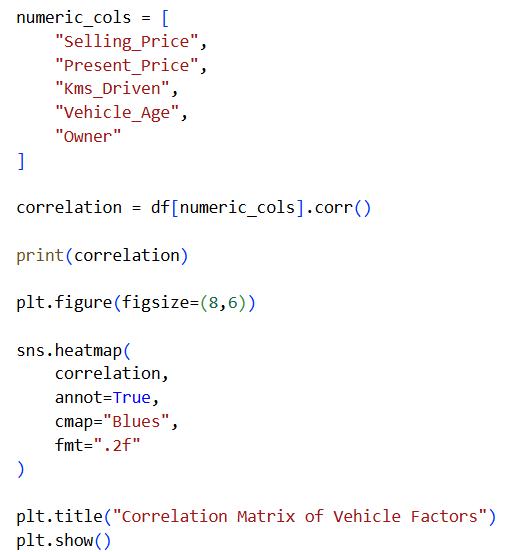 numeric_cols = [
    "Selling_Price",
    "Present_Price",
    "Kms_Driven",
    "Vehicle_Age",
    "Owner"
]
correlation = df[numeric_cols].corr()
print(correlation)
plt.figure(figsize=(8,6))
sns.heatmap(
    correlation,
    annot=True,
    cmap="Blues",
    fmt=".2f"
)
plt.title("Correlation Matrix of Vehicle Factors")
plt.show()